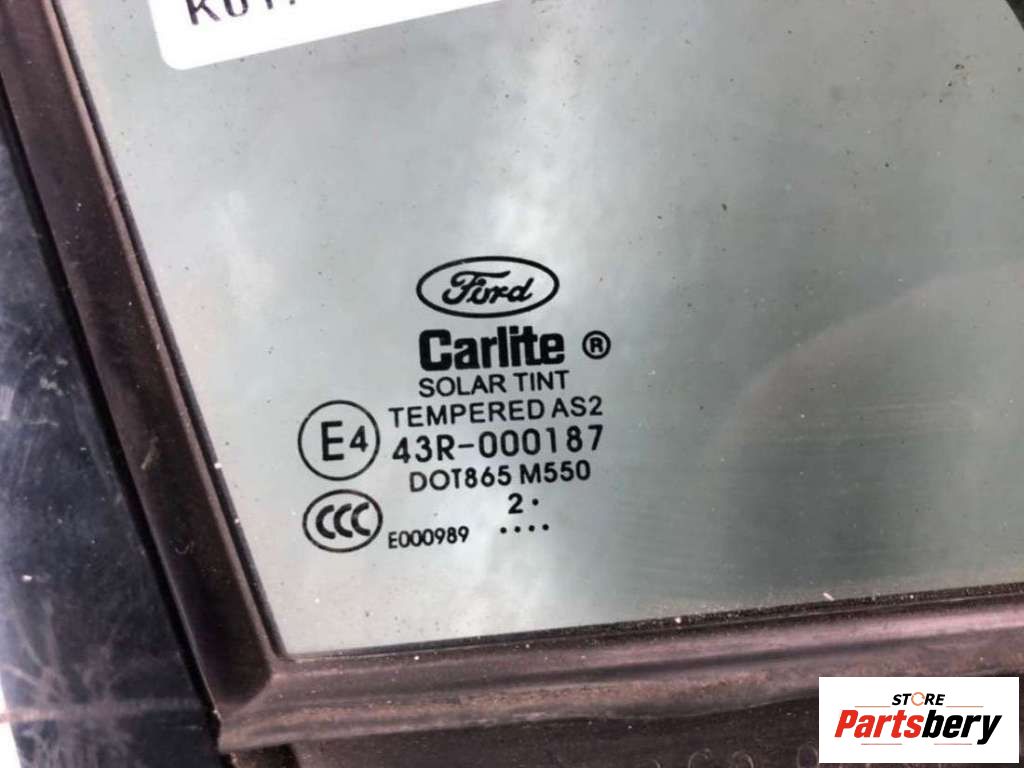 Ford
Carlite ®
SOLAR TINT
TEMPERED AS2
E4
43R-000187
DOT865 M550
2 .
CCC
E000989
....
STORE
Partsbery